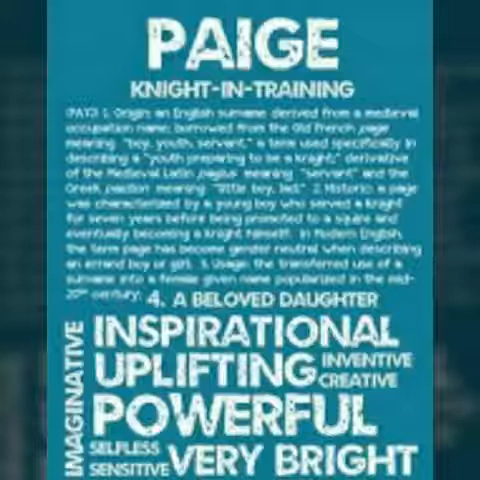 PAIGE
KNIGHT-IN-TRAINING
(PAYJ) 1. Origin: an English surname derived from a medieval
occupation name; borrowed from the Old French page
meaning "boy, youth, servant," a term used specifically in
describing a "youth preparing to be a knight;" derivative
of the Medieval Latin meaning "servant" and the
Greek paidion meaning "little boy, lad." 2. Historic: a page
was characterized by a young boy who served a knight
for seven years before being promoted to a squire and
eventually becoming a knight himself. In Modern English,
the term page has become gender neutral when describing
an errand boy or girl. 3. Usage: the transferred use of a
surname into a female given name popularized in the mid-
20th century. 4. A BELOVED DAUGHTER
IMAGINATIVE
INSPIRATIONAL
UPLIFTING INVENTIVE
CREATIVE
POWERFUL
SELFLESS
SENSITIVE VERY BRIGHT